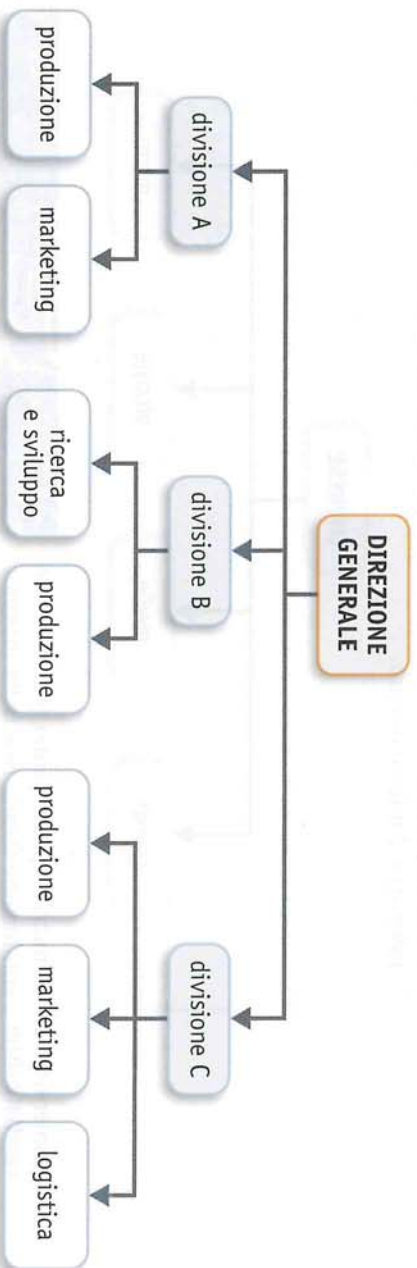 DIREZIONE
GENERALE
divisione A
divisione B
divisione C
produzione
marketing
ricerca
e sviluppo
produzione
produzione
marketing
logistica